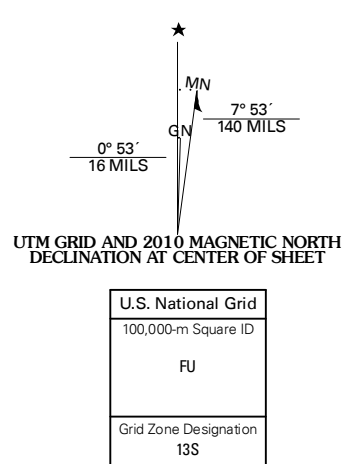 MN
7° 53´
140 MILS
GN
0° 53´
16 MILS
UTM GRID AND 2010 MAGNETIC NORTH
DECLINATION AT CENTER OF SHEET
U.S. National Grid
100,000-m Square ID
FU
Grid Zone Designation
13S